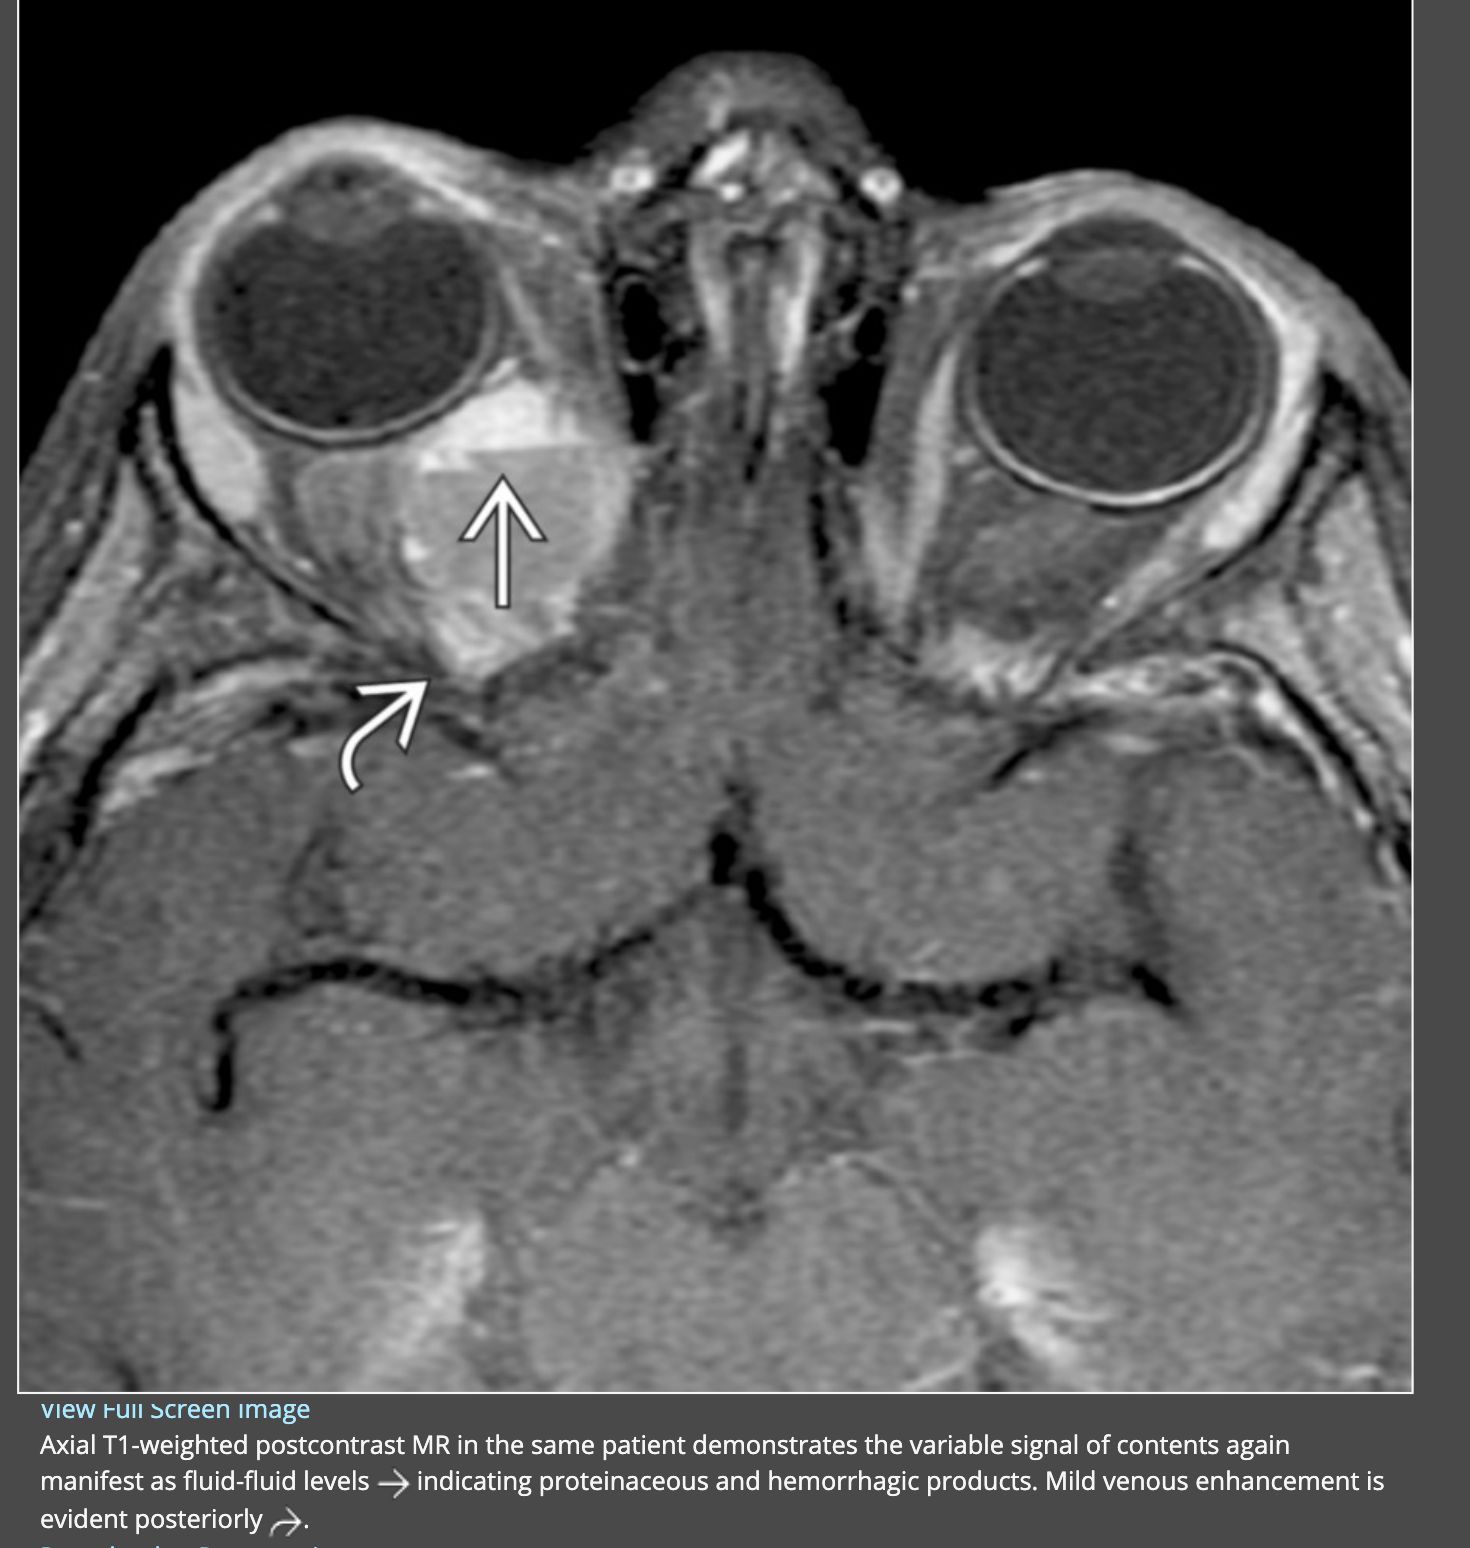 View Full Screen Image
Axial T1-weighted postcontrast MR in the same patient demonstrates the variable signal of contents again
manifest as fluid-fluid levels → indicating proteinaceous and hemorrhagic products. Mild venous enhancement is
evident posteriorly .